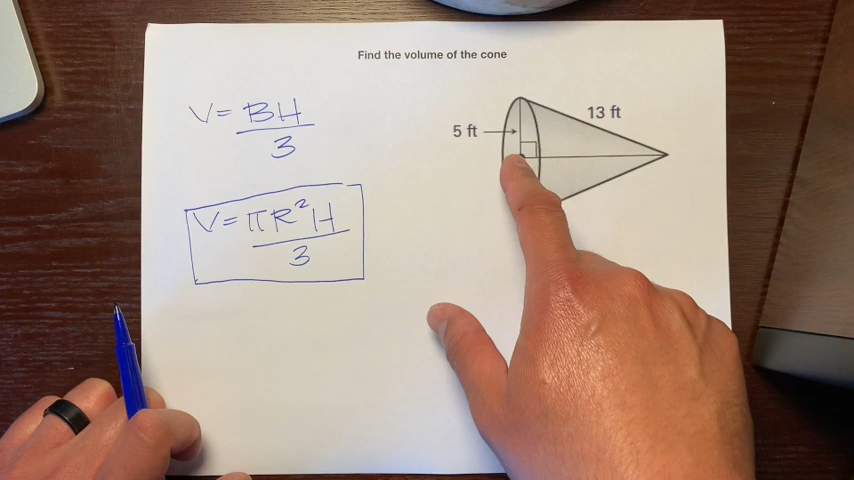 Find the volume of the cone
V = BH
3
V = πR²H
3
13 ft
5 ft